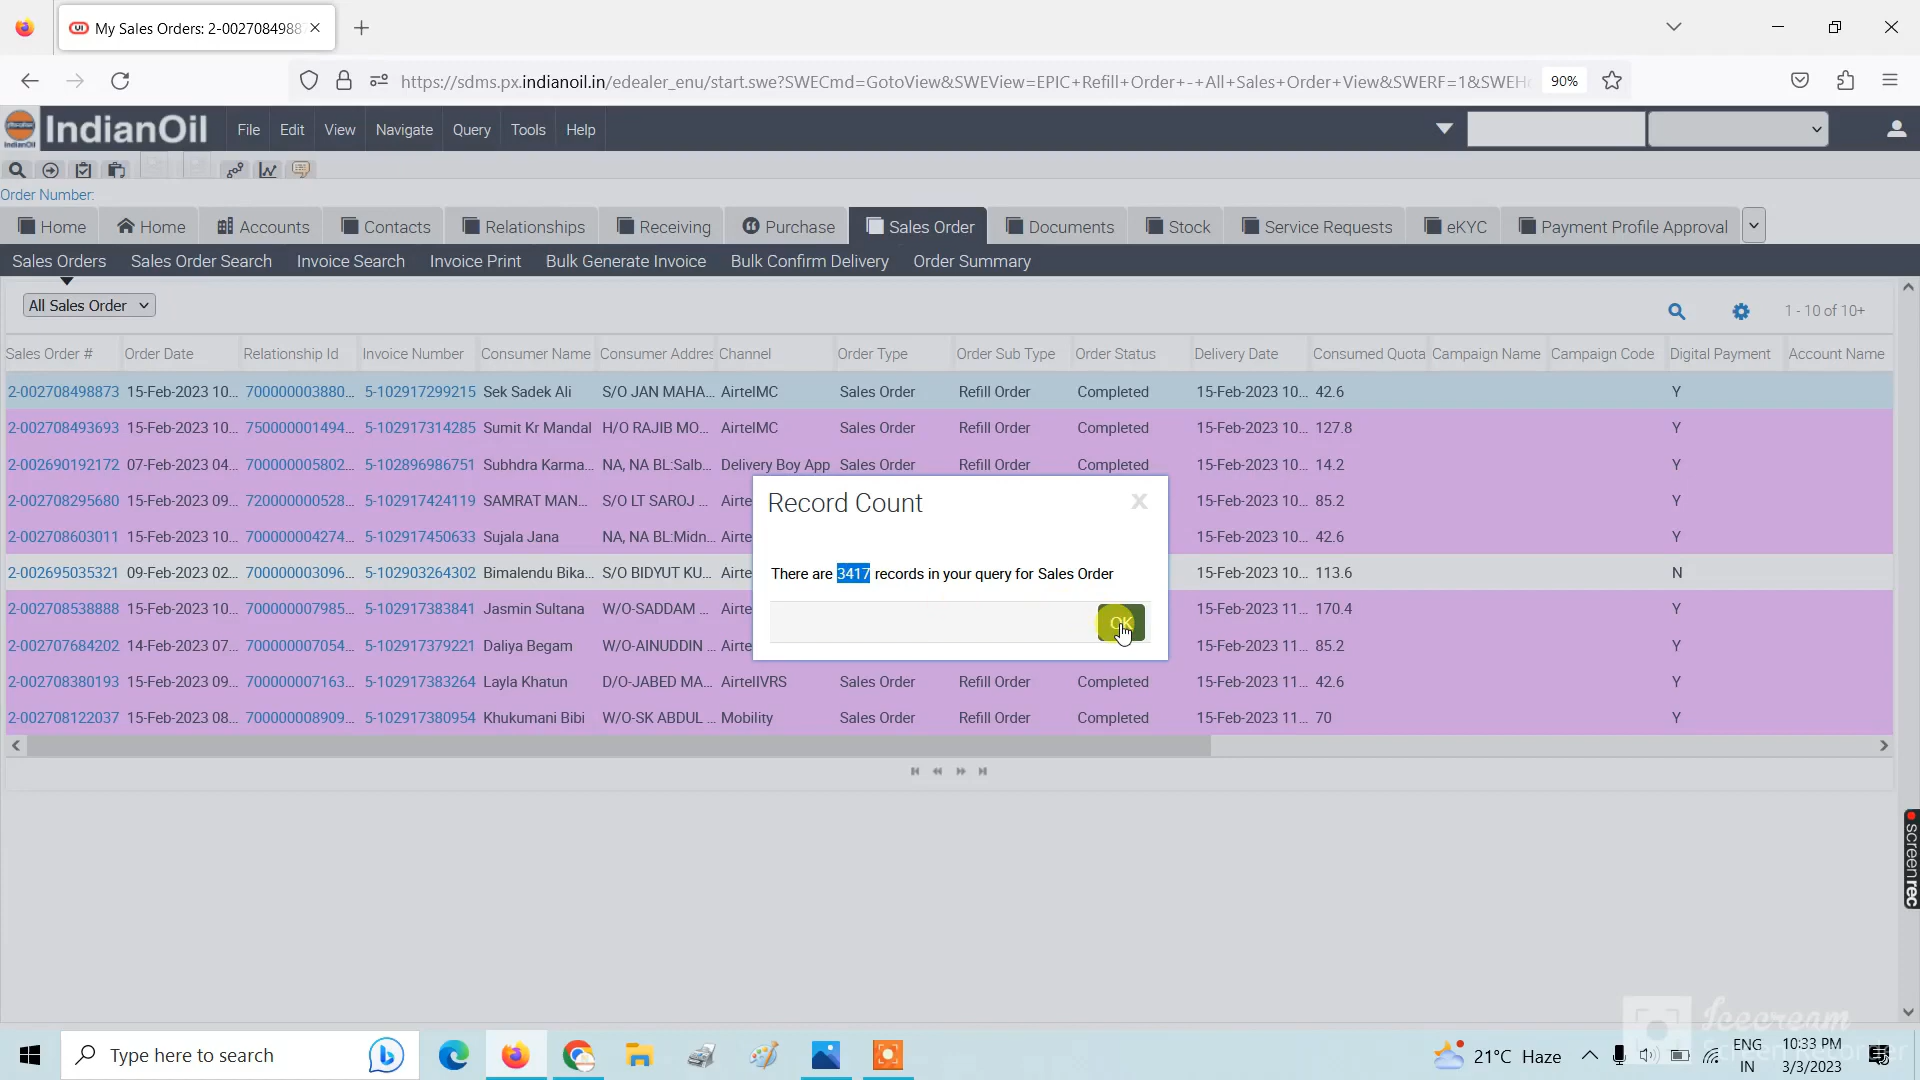 My Sales Orders: 2-002708498873
https://sdms.px.indianoil.in/edealer_enu/start.swe?SWECmd=GotoView&SWEView=EPIC+Refill+Order+-+All+Sales+Order+View&SWERF=1&SWEH
90%
IndianOil File Edit View Navigate Query Tools Help
Order Number:
Home Home Accounts Contacts Relationships Receiving Purchase Sales Order Documents Stock Service Requests eKYC Payment Profile Approval
Sales Orders Sales Order Search Invoice Search Invoice Print Bulk Generate Invoice Bulk Confirm Delivery Order Summary
All Sales Order 1 - 10 of 10+
Sales Order # Order Date Relationship Id Invoice Number Consumer Name Consumer Addres Channel Order Type Order Sub Type Order Status Delivery Date Consumed Quota Campaign Name Campaign Code Digital Payment Account Name
2-002708498873 15-Feb-2023 10... 700000003880... 5-102917299215 Sek Sadek Ali S/O JAN MAHA... AirtelMC Sales Order Refill Order Completed 15-Feb-2023 10... 42.6 Y
2-002708493693 15-Feb-2023 10... 750000001494... 5-102917314285 Sumit Kr Mandal H/O RAJIB MO... AirtelMC Sales Order Refill Order Completed 15-Feb-2023 10... 127.8 Y
2-002690192172 07-Feb-2023 04... 700000005802... 5-102896986751 Subhdra Karma... NA, NA BL:Salb... Delivery Boy App Sales Order Refill Order Completed 15-Feb-2023 10... 14.2 Y
2-002708295680 15-Feb-2023 09... 720000000528... 5-102917424119 SAMRAT MAN... S/O LT SAROJ ... Airte 15-Feb-2023 10... 85.2 Y
2-002708603011 15-Feb-2023 10... 700000004274... 5-102917450633 Sujala Jana NA, NA BL:Midn... Airte 15-Feb-2023 10... 42.6 Y
2-002695035321 09-Feb-2023 02... 700000003096... 5-102903264302 Bimalendu Bika... S/O BIDYUT KU... Airte 15-Feb-2023 10... 113.6 N
2-002708538888 15-Feb-2023 10... 700000007985... 5-102917383841 Jasmin Sultana W/O-SADDAM ... Airte 15-Feb-2023 11... 170.4 Y
2-002707684202 14-Feb-2023 07... 700000007054... 5-102917379221 Daliya Begam W/O-AINUDDIN ... Airte 15-Feb-2023 11... 85.2 Y
2-002708380193 15-Feb-2023 09... 700000007163... 5-102917383264 Layla Khatun D/O-JABED MA... AirtelIVRS Sales Order Refill Order Completed 15-Feb-2023 11... 42.6 Y
2-002708122037 15-Feb-2023 08... 700000008909... 5-102917380954 Khukumani Bibi W/O-SK ABDUL ... Mobility Sales Order Refill Order Completed 15-Feb-2023 11... 70 Y
Record Count
There are 3417 records in your query for Sales Order
OK
screenrec
Icecream
Screen Recorder
Type here to search 21°C Haze ENG 10:33 PM
IN 3/3/2023